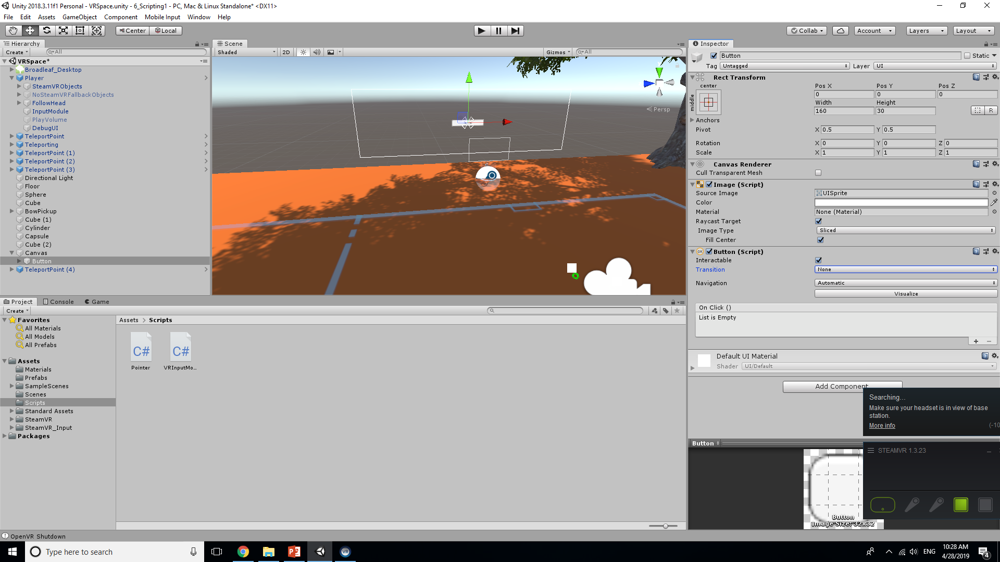 Unity 2018.3.11f1 Personal - VRSpace.unity - 6_Scripting1 - PC, Mac & Linux Standalone* <DX11>
File Edit Assets GameObject Component Mobile Input Window Help
Center Local
Collab Account Layers Layout
Hierarchy
Create All
VRSpace*
Broadleaf_Desktop
Player
SteamVRObjects
NoSteamVRFallbackObjects
FollowHead
InputModule
PlayVolume
DebugUI
TeleportPoint
Teleporting
TeleportPoint (1)
TeleportPoint (2)
TeleportPoint (3)
Directional Light
Floor
Sphere
Cube
BowPickup
Cube (1)
Cylinder
Capsule
Cube (2)
Canvas
Button
TeleportPoint (4)
Scene
Shaded 2D Gizmos All
Persp
Inspector
Button Static
Tag Untagged Layer UI
Rect Transform
center
middle
Pos X Pos Y Pos Z
0 0 0
Width Height
160 30 R
Anchors
Pivot X 0.5 Y 0.5
Rotation X 0 Y 0 Z 0
Scale X 1 Y 1 Z 1
Canvas Renderer
Cull Transparent Mesh
Image (Script)
Source Image UISprite
Color
Material None (Material)
Raycast Target
Image Type Sliced
Fill Center
OK Button (Script)
Interactable
Transition None
Navigation Automatic
Visualize
On Click ()
List is Empty
+ −
Default UI Material
Shader UI/Default
Add Component
Searching...
Make sure your headset is in view of base
station.
More info (-10
Button
STEAMVR 1.3.23
Button
Image Size: 32x32
Project Console Game
Create
Favorites
All Materials
All Models
All Prefabs
Assets
Materials
Prefabs
SampleScenes
Scenes
Scripts
Standard Assets
SteamVR
SteamVR_Input
Packages
Assets > Scripts
C# C#
Pointer VRInputMo...
OpenVR Shutdown
Type here to search
VR
ENG
10:28 AM
4/28/2019
4